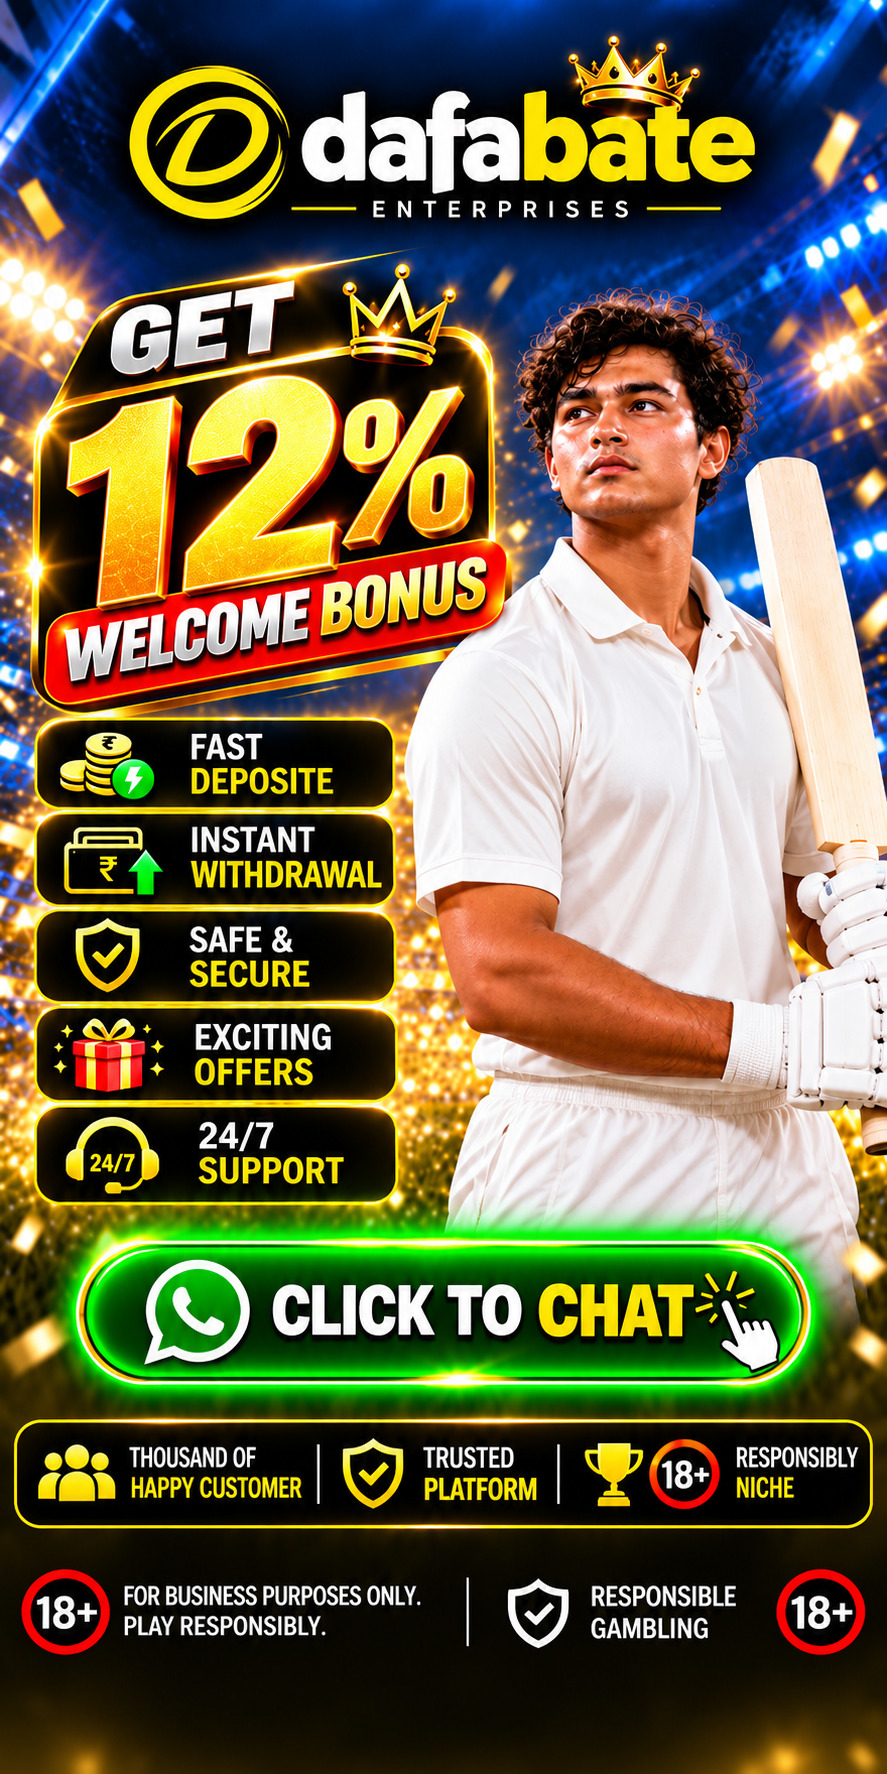 dafabate
ENTERPRISES
GET
12%
WELCOME BONUS
₹
FAST
DEPOSITE
₹
INSTANT
WITHDRAWAL
SAFE &
SECURE
EXCITING
OFFERS
24/7
24/7
SUPPORT
CLICK TO CHAT
THOUSAND OF
HAPPY CUSTOMER
TRUSTED
PLATFORM
18+
RESPONSIBLY
NICHE
18+
FOR BUSINESS PURPOSES ONLY.
PLAY RESPONSIBLY.
RESPONSIBLE
GAMBLING
18+